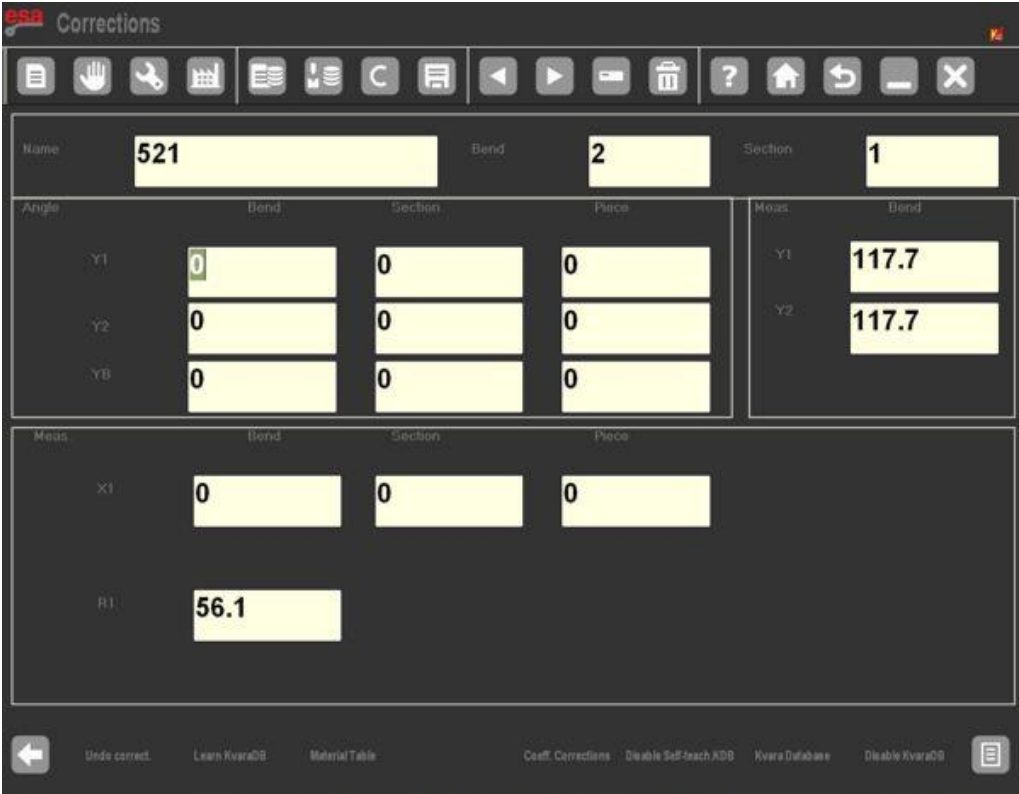 esa Corrections
C ?
Name 521 Bend 2 Section 1
Angle Bend Section Piece Meas. Bend
Y1 0 0 0 Y1 117.7
Y2 0 0 0 Y2 117.7
YB 0 0 0
Meas. Bend Section Piece
X1 0 0 0
R1 56.1
Undo correct. Learn KvaraDB Material Table Coeff. Corrections Disable Self-teach.KDB Kvara Database Disable KvaraDB